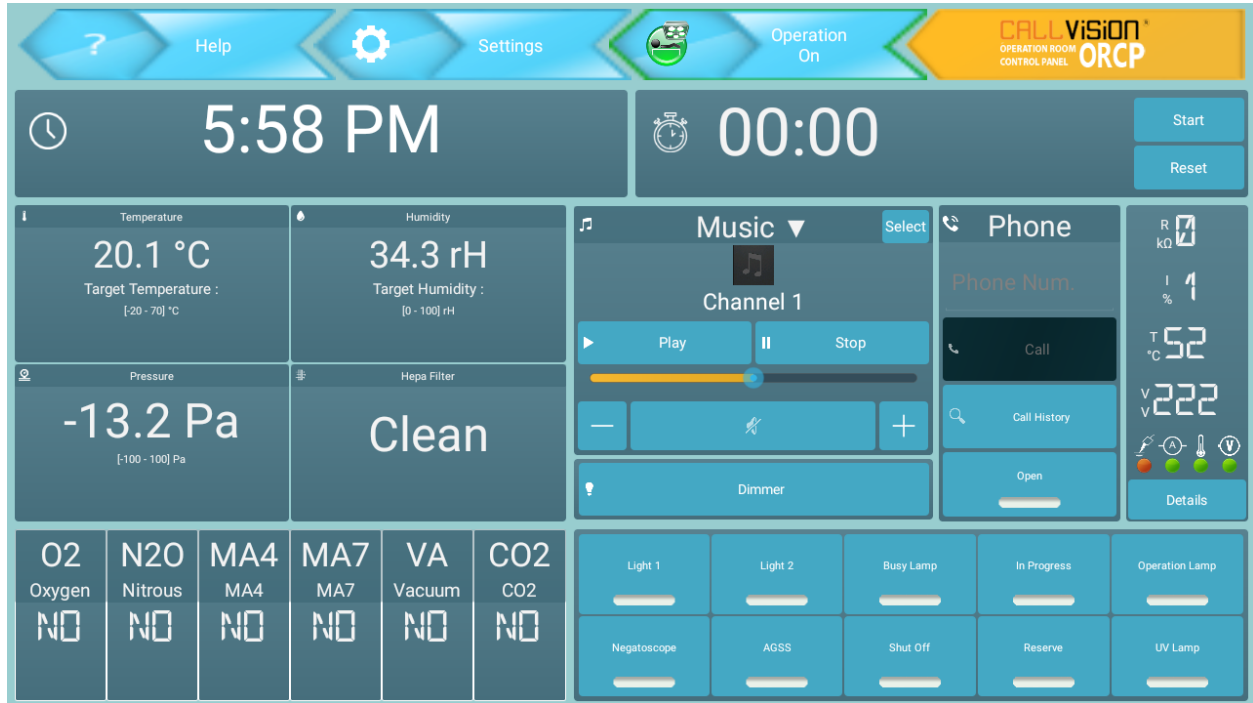 ?
Help
Settings
Operation
On
CALLViSiON®
OPERATION ROOM
CONTROL PANEL ORCP
5:58 PM
00:00
Start
Reset
Temperature
20.1 °C
Target Temperature :
[-20 - 70] °C
Humidity
34.3 rH
Target Humidity :
[0 - 100] rH
Pressure
-13.2 Pa
[-100 - 100] Pa
Hepa Filter
Clean
Music ▼
Select
Channel 1
Play
Stop
Dimmer
Phone
Phone Num.
Call
Call History
Open
R
kΩ 0
I
% 1
T
°C 52
V
V 222
A
V
Details
O2
Oxygen
NO
N2O
Nitrous
NO
MA4
MA4
NO
MA7
MA7
NO
VA
Vacuum
NO
CO2
CO2
NO
Light 1
Light 2
Busy Lamp
In Progress
Operation Lamp
Negatoscope
AGSS
Shut Off
Reserve
UV Lamp